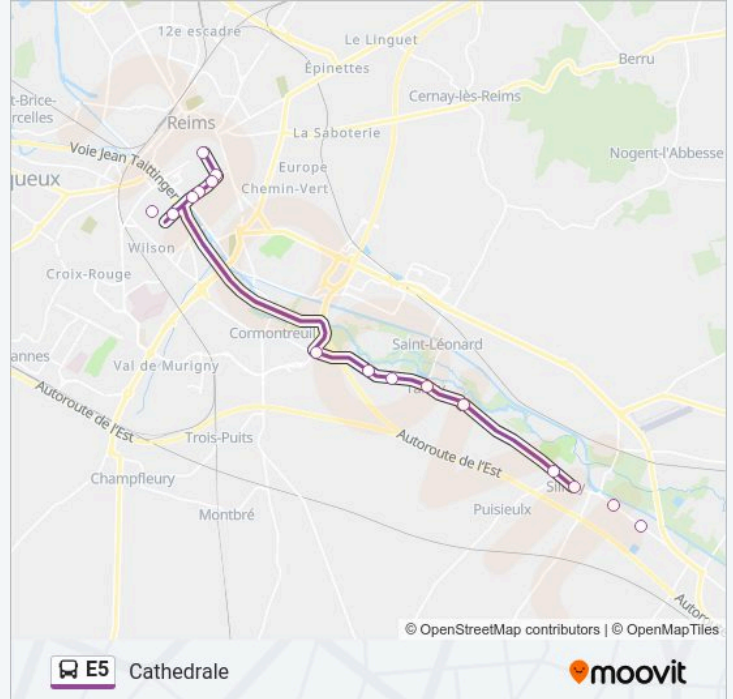 12e escadre
Le Linguet
Berru
Épinettes
t-Brice-
rcelles
Cernay-lès-Reims
Reims
La Saboterie
Voie Jean Taittinger
Nogent-l'Abbesse
Europe
queux
Chemin-Vert
Wilson
Croix-Rouge
Cormontreuil
Saint-Léonard
annes
Val de Murigny
Autoroute de l'Est
Trois-Puits
Autoroute de l'Est
Champfleury
Puisieulx
Montbré
Autor
© OpenStreetMap contributors | © OpenMapTiles
E5 Cathedrale
moovit